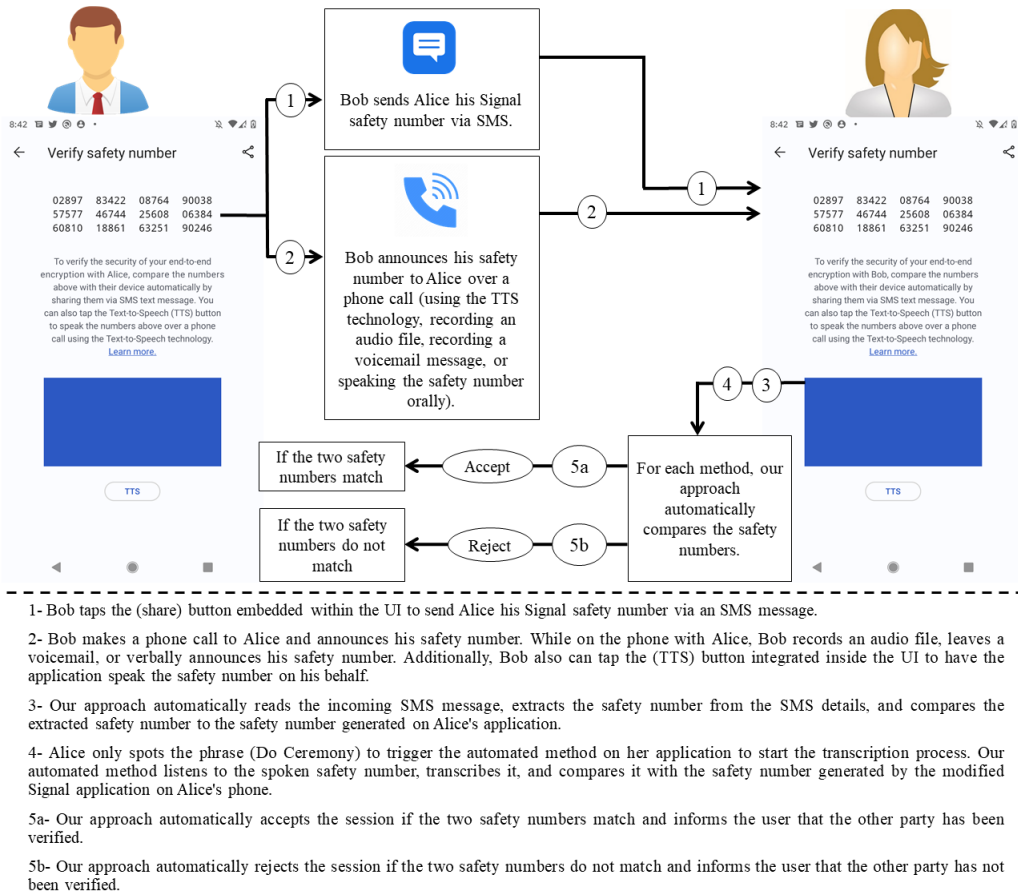 1
Bob sends Alice his Signal
safety number via SMS.
8:42
Verify safety number
02897 83422 08764 90038
57577 46744 25608 06384
60810 18861 63251 90246
To verify the security of your end-to-end
encryption with Alice, compare the numbers
above with their device automatically by
sharing them via SMS text message. You
can also tap the Text-to-Speech (TTS) button
to speak the numbers above over a phone
call using the Text-to-Speech technology.
Learn more.
TTS
2
Bob announces his safety
number to Alice over a
phone call (using the TTS
technology, recording an
audio file, recording a
voicemail message, or
speaking the safety number
orally).
1
2
8:42
Verify safety number
02897 83422 08764 90038
57577 46744 25608 06384
60810 18861 63251 90246
To verify the security of your end-to-end
encryption with Bob, compare the numbers
above with their device automatically by
sharing them via SMS text message. You
can also tap the Text-to-Speech (TTS) button
to speak the numbers above over a phone
call using the Text-to-Speech technology.
Learn more.
TTS
4
3
For each method, our
approach
automatically
compares the safety
numbers.
5a
Accept
If the two safety
numbers match
5b
Reject
If the two safety
numbers do not
match
1- Bob taps the (share) button embedded within the UI to send Alice his Signal safety number via an SMS message.
2- Bob makes a phone call to Alice and announces his safety number. While on the phone with Alice, Bob records an audio file, leaves a
voicemail, or verbally announces his safety number. Additionally, Bob also can tap the (TTS) button integrated inside the UI to have the
application speak the safety number on his behalf.
3- Our approach automatically reads the incoming SMS message, extracts the safety number from the SMS details, and compares the
extracted safety number to the safety number generated on Alice's application.
4- Alice only spots the phrase (Do Ceremony) to trigger the automated method on her application to start the transcription process. Our
automated method listens to the spoken safety number, transcribes it, and compares it with the safety number generated by the modified
Signal application on Alice's phone.
5a- Our approach automatically accepts the session if the two safety numbers match and informs the user that the other party has been
verified.
5b- Our approach automatically rejects the session if the two safety numbers do not match and informs the user that the other party has not
been verified.